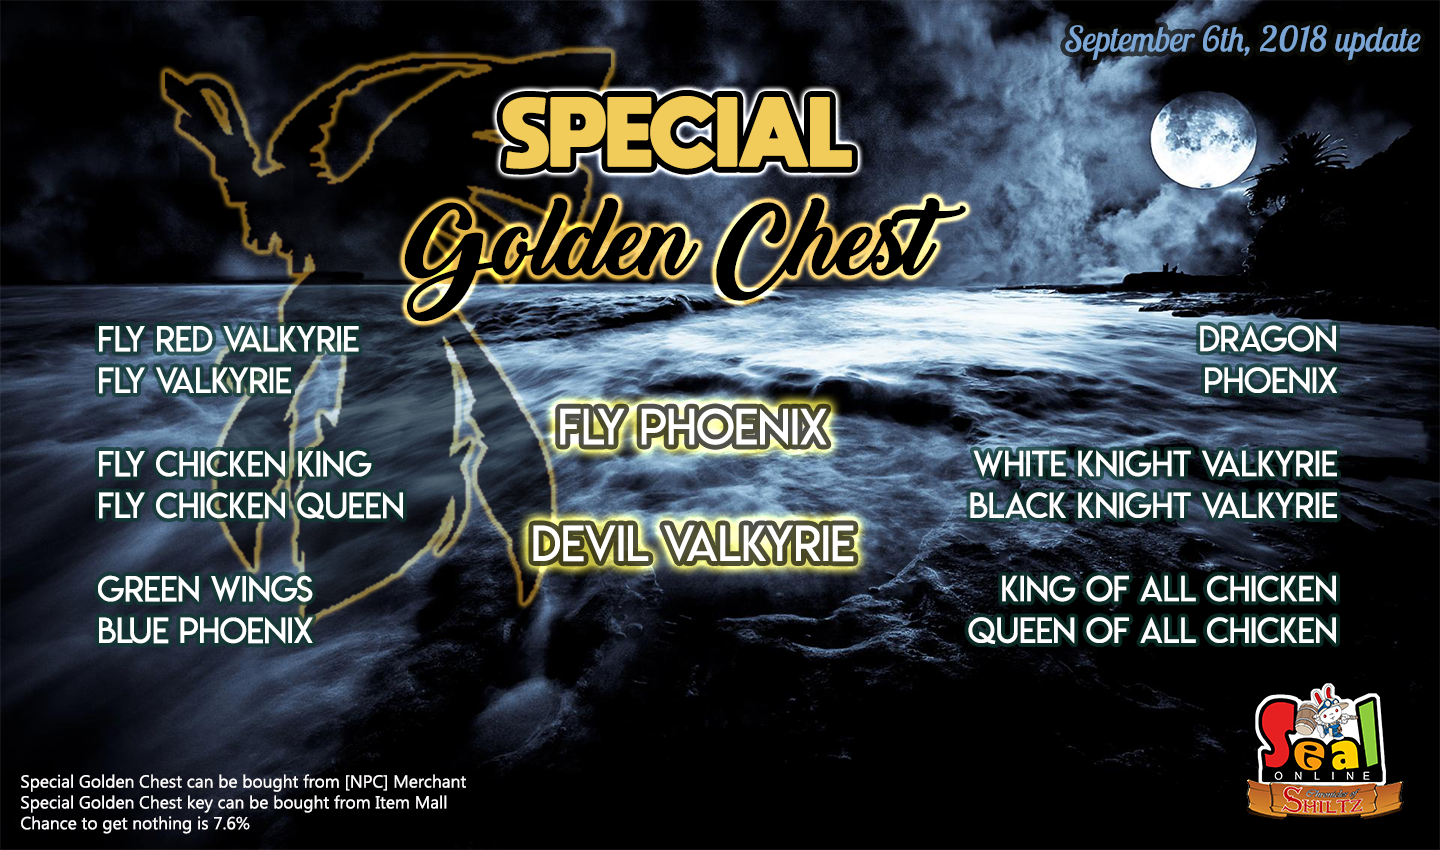 September 6th, 2018 update
SPECIAL
Golden Chest
FLY RED VALKYRIE
FLY VALKYRIE
FLY CHICKEN KING
FLY CHICKEN QUEEN
GREEN WINGS
BLUE PHOENIX
FLY PHOENIX
DEVIL VALKYRIE
DRAGON
PHOENIX
WHITE KNIGHT VALKYRIE
BLACK KNIGHT VALKYRIE
KING OF ALL CHICKEN
QUEEN OF ALL CHICKEN
Special Golden Chest can be bought from [NPC] Merchant
Special Golden Chest key can be bought from Item Mall
Chance to get nothing is 7.6%
Seal
ONLINE
Chronicles of
SHILTZ